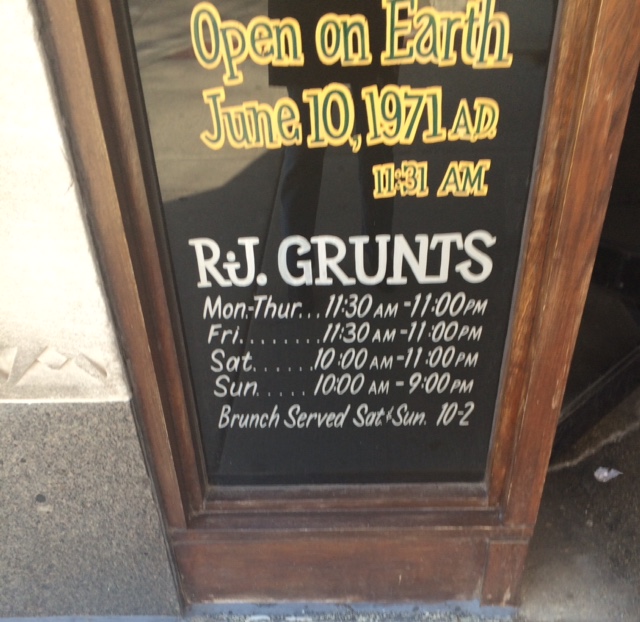 Open on Earth
June 10, 1971 A.D.
11:31 AM
R.J. GRUNTS
Mon-Thur... 11:30 AM - 11:00 PM
Fri......... 11:30 AM - 11:00 PM
Sat....... 10:00 AM - 11:00 PM
Sun...... 10:00 AM - 9:00 PM
Brunch Served Sat & Sun. 10-2